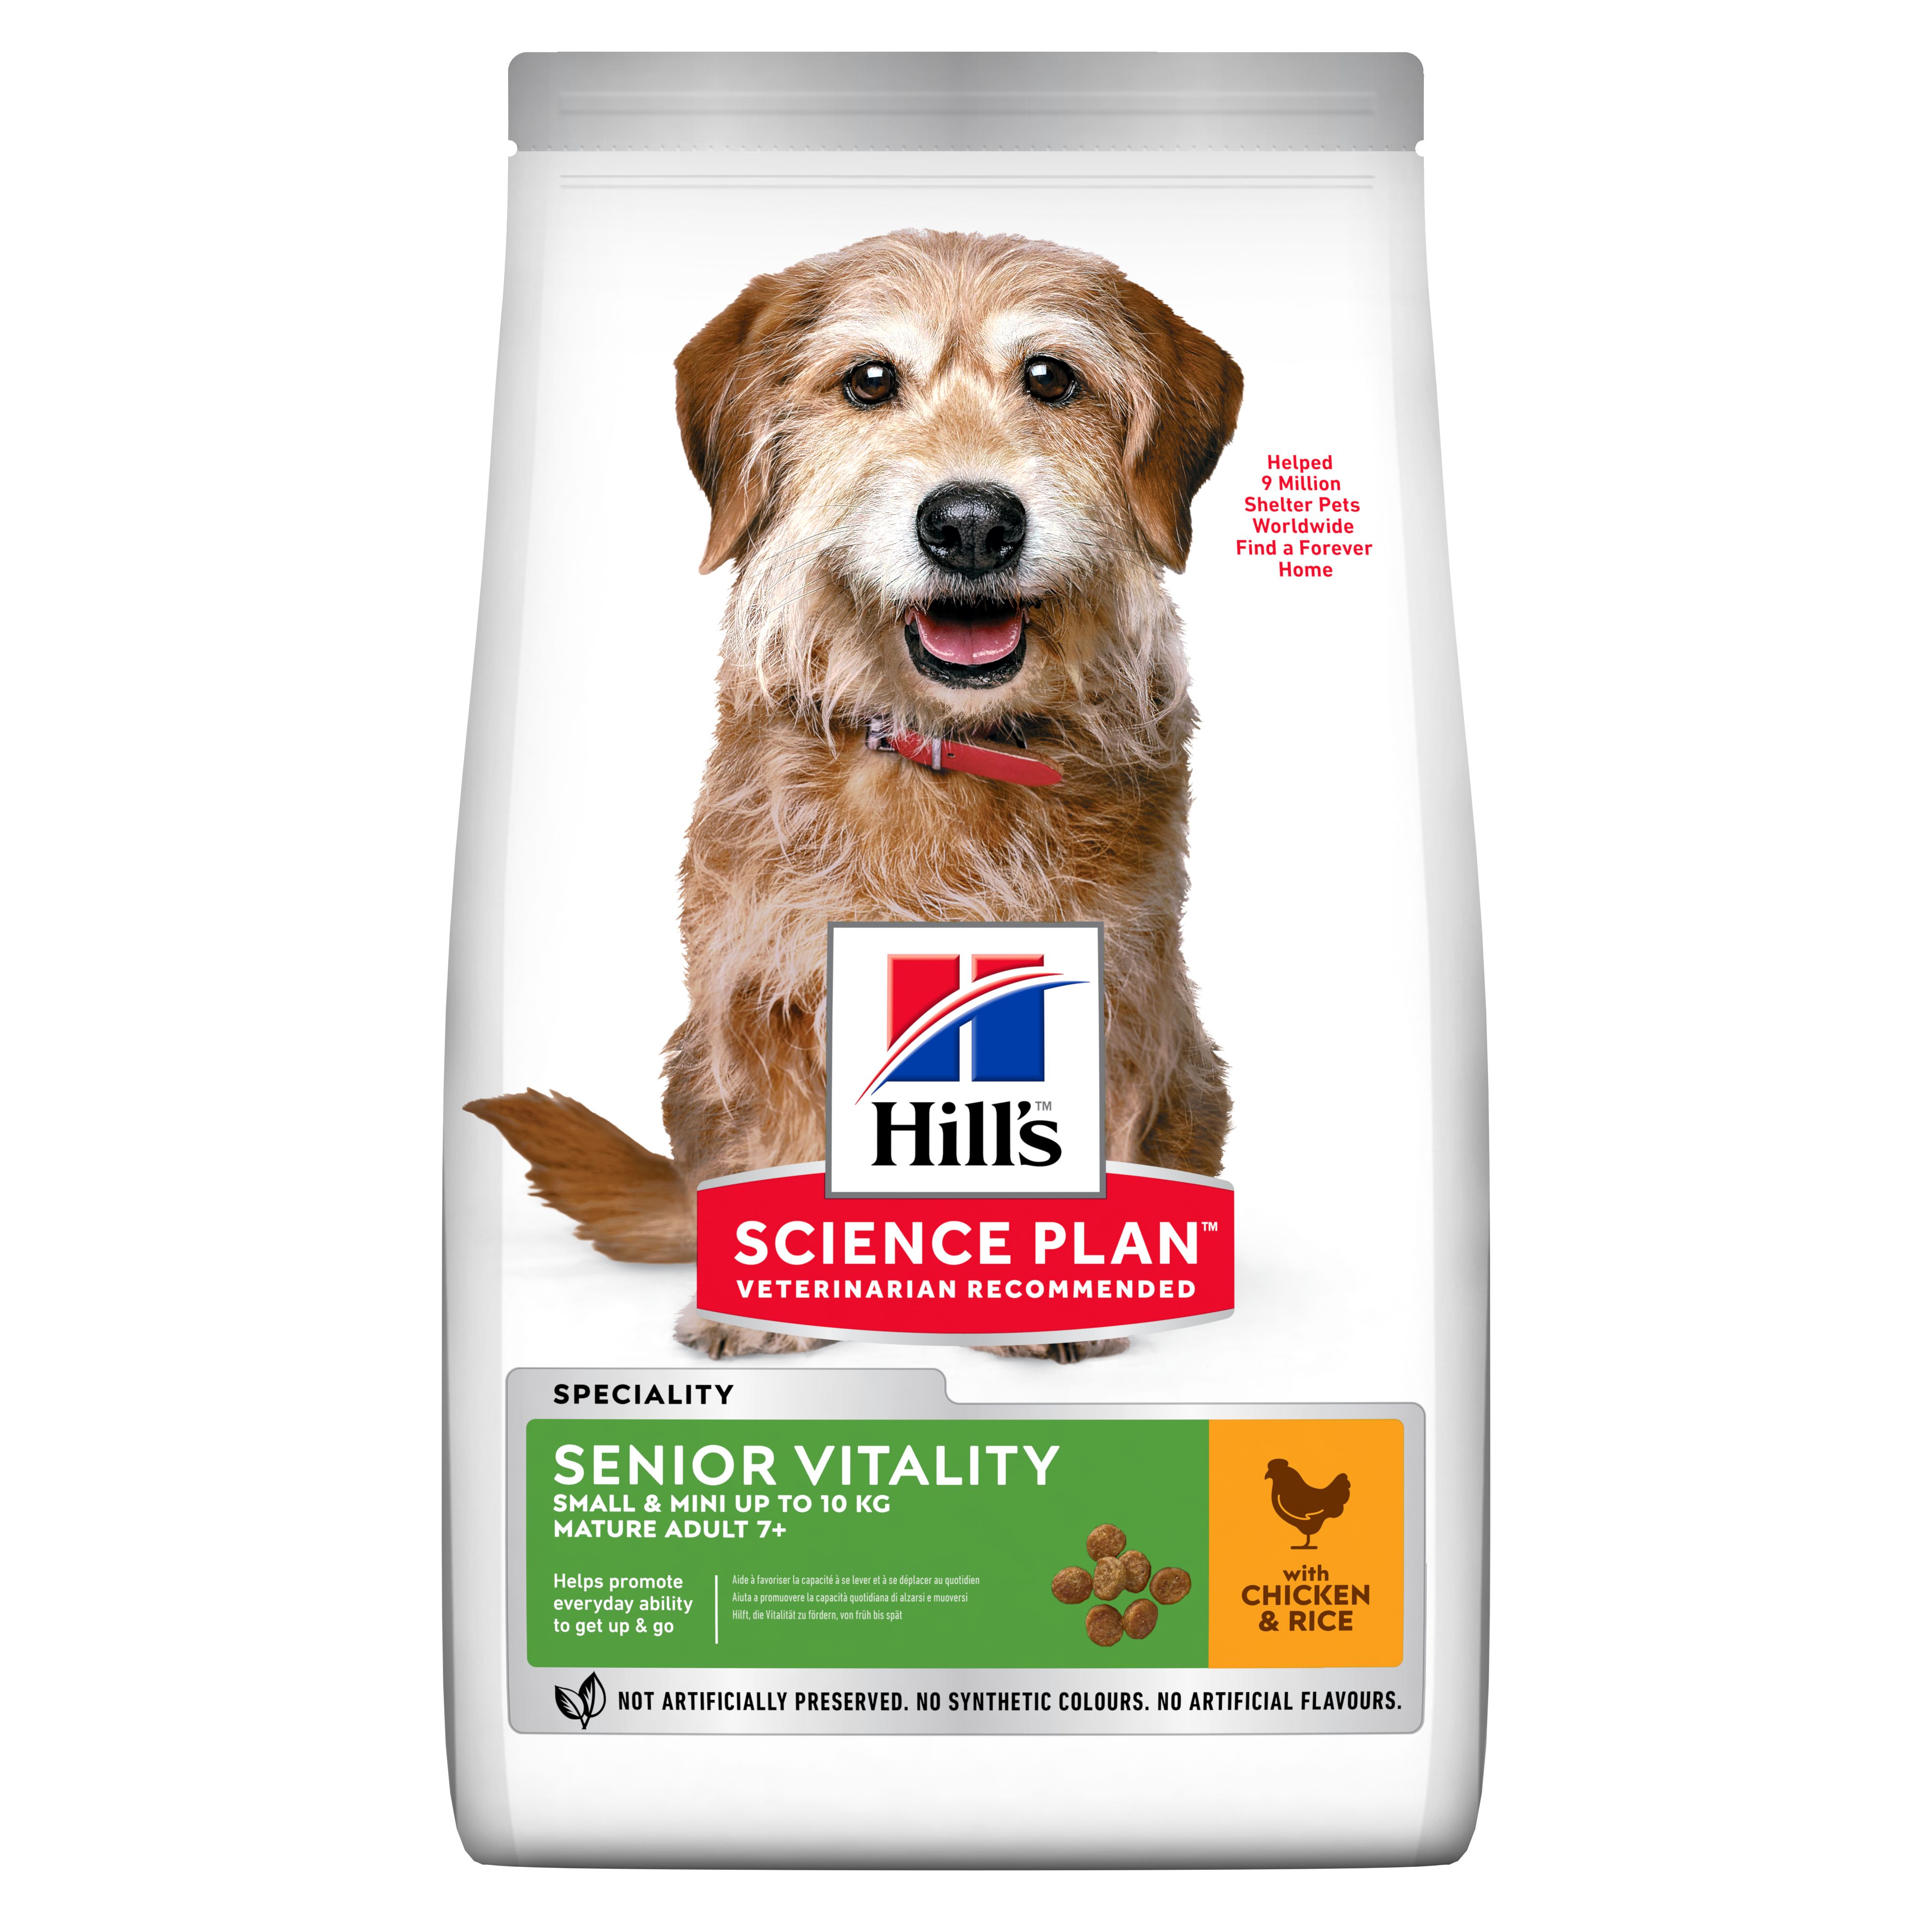 Helped
9 Million
Shelter Pets
Worldwide
Find a Forever
Home
Hill's™
SCIENCE PLAN™
VETERINARIAN RECOMMENDED
SPECIALITY
SENIOR VITALITY
SMALL & MINI UP TO 10 KG
MATURE ADULT 7+
Helps promote
everyday ability
to get up & go
Aide à favoriser la capacité à se lever et à se déplacer au quotidien
Aiuta a promuovere la capacità quotidiana di alzarsi e muoversi
Hilft, die Vitalität zu fördern, von früh bis spät
with
CHICKEN
& RICE
NOT ARTIFICIALLY PRESERVED. NO SYNTHETIC COLOURS. NO ARTIFICIAL FLAVOURS.